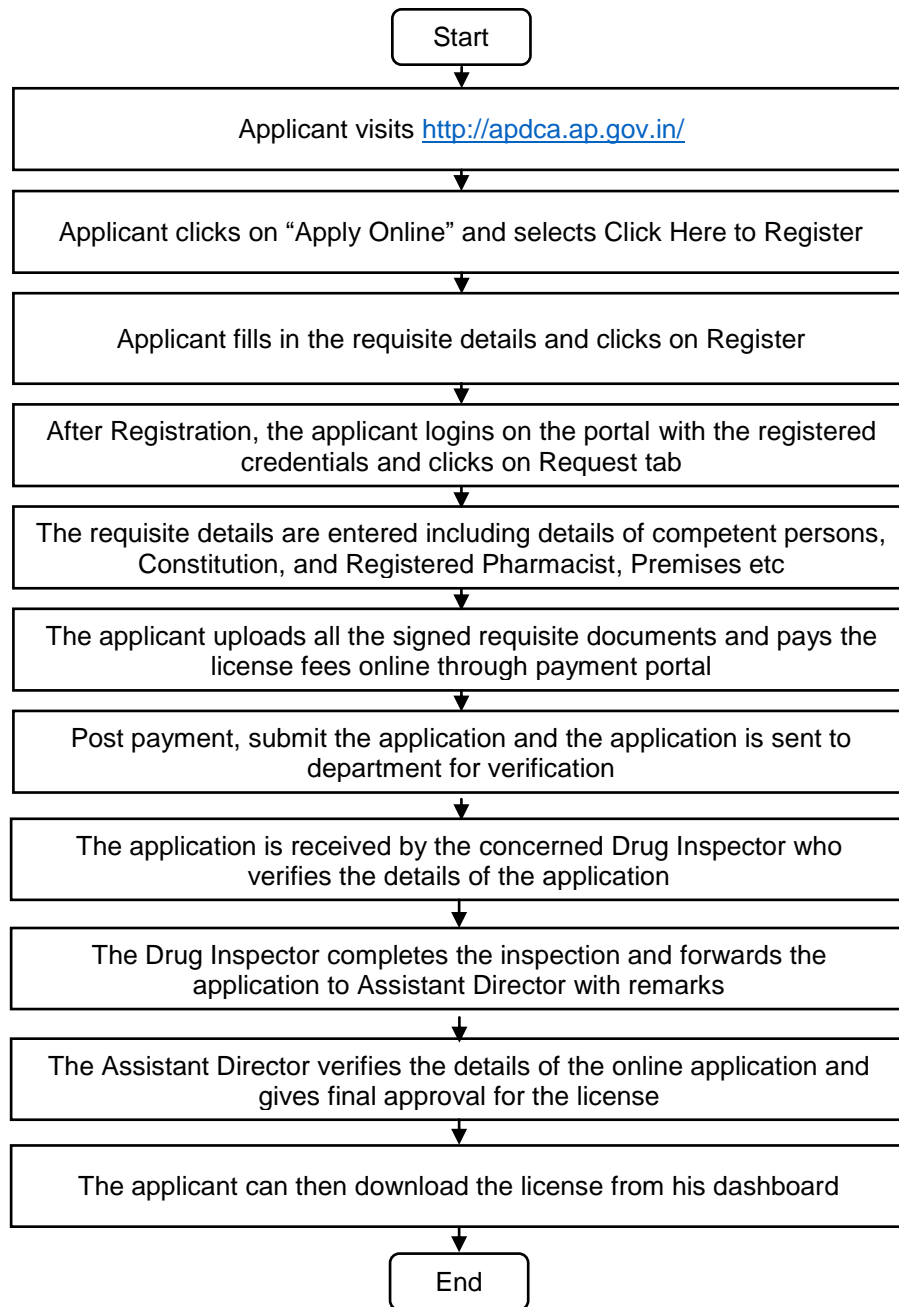 Start
Applicant visits http://apdca.ap.gov.in/
Applicant clicks on “Apply Online” and selects Click Here to Register
Applicant fills in the requisite details and clicks on Register
After Registration, the applicant logins on the portal with the registered
credentials and clicks on Request tab
The requisite details are entered including details of competent persons,
Constitution, and Registered Pharmacist, Premises etc
The applicant uploads all the signed requisite documents and pays the
license fees online through payment portal
Post payment, submit the application and the application is sent to
department for verification
The application is received by the concerned Drug Inspector who
verifies the details of the application
The Drug Inspector completes the inspection and forwards the
application to Assistant Director with remarks
The Assistant Director verifies the details of the online application and
gives final approval for the license
The applicant can then download the license from his dashboard
End